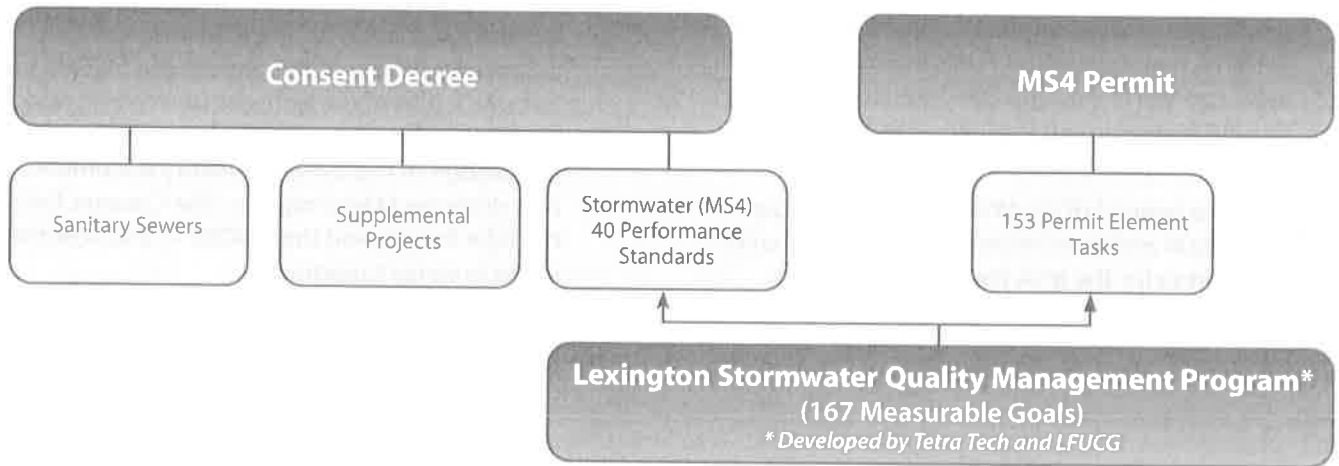 Consent Decree
MS4 Permit
Sanitary Sewers
Supplemental
Projects
Stormwater (MS4)
40 Performance
Standards
153 Permit Element
Tasks
Lexington Stormwater Quality Management Program*
(167 Measurable Goals)
* Developed by Tetra Tech and LFUCG